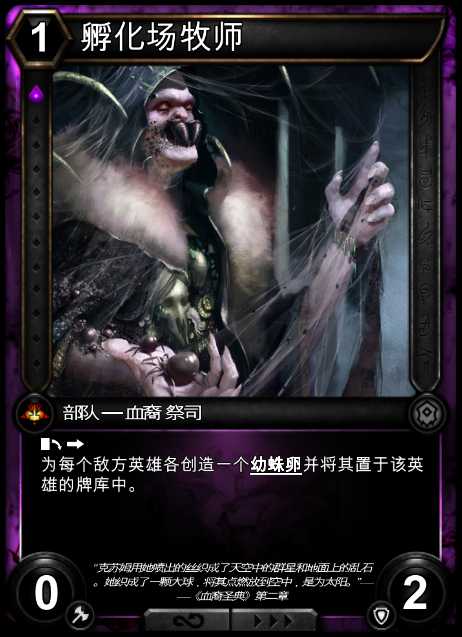 1
孵化场牧师
部队 — 血裔 祭司
为每个敌方英雄各创造一个幼蛛卵并将其置于该英
雄的牌库中。
"克苏姆用她喷出的丝织成了天空中的群星和地面上的乱石
。她织成了一颗大球，将其点燃放到空中，是为太阳。"—
—《血裔圣典》第二章
0
2